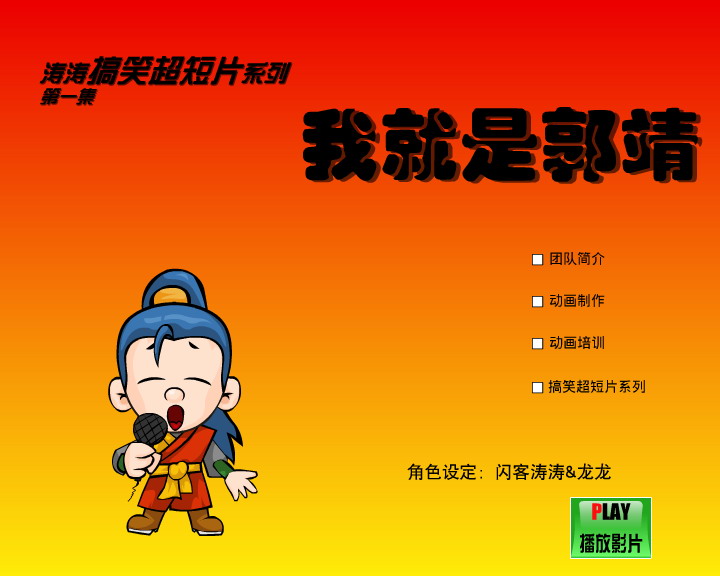 涛涛搞笑超短片系列
第一集
我就是郭靖
团队简介
动画制作
动画培训
搞笑超短片系列
角色设定：闪客涛涛&龙龙
PLAY
播放影片